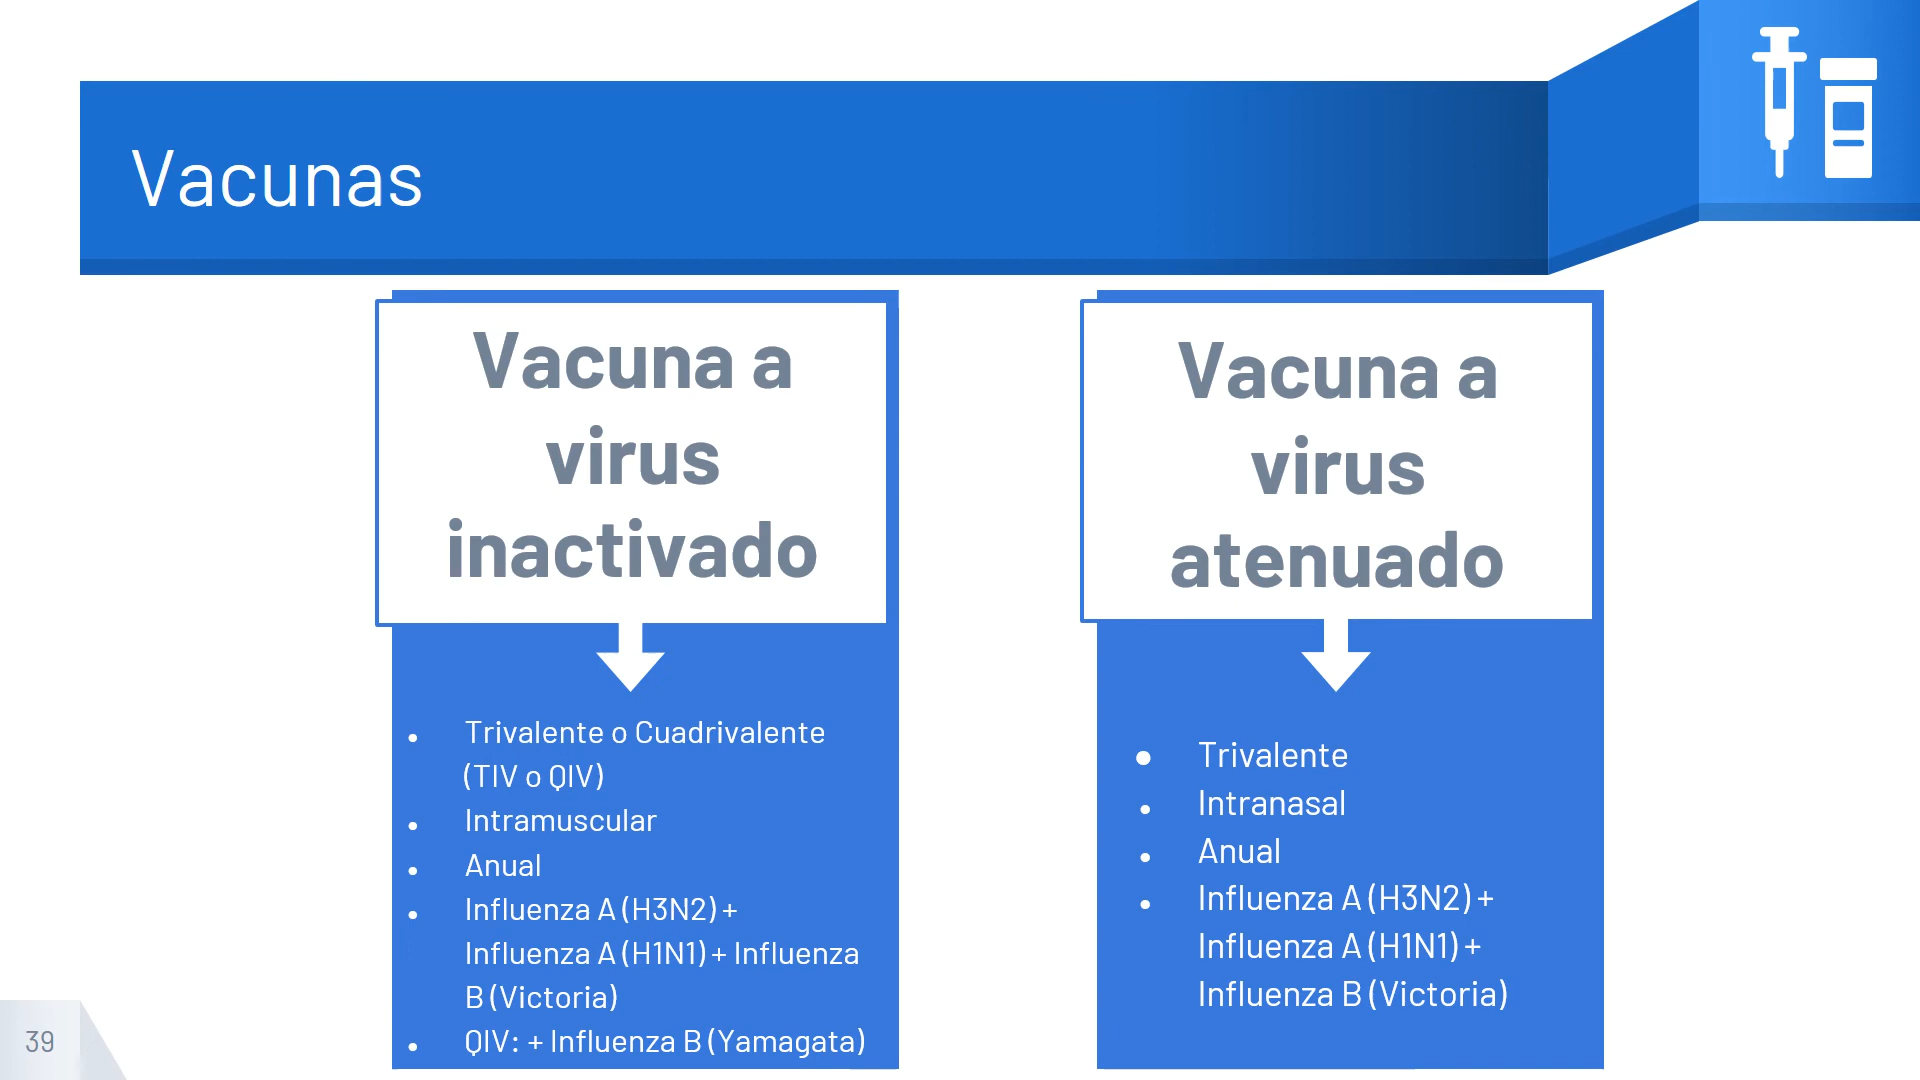 Vacunas
Vacuna a
virus
inactivado
• Trivalente o Cuadrivalente
(TIV o QIV)
• Intramuscular
• Anual
• Influenza A (H3N2) +
Influenza A (H1N1) + Influenza
B (Victoria)
• QIV: + Influenza B (Yamagata)
Vacuna a
virus
atenuado
• Trivalente
• Intranasal
• Anual
• Influenza A (H3N2) +
Influenza A (H1N1) +
Influenza B (Victoria)
39